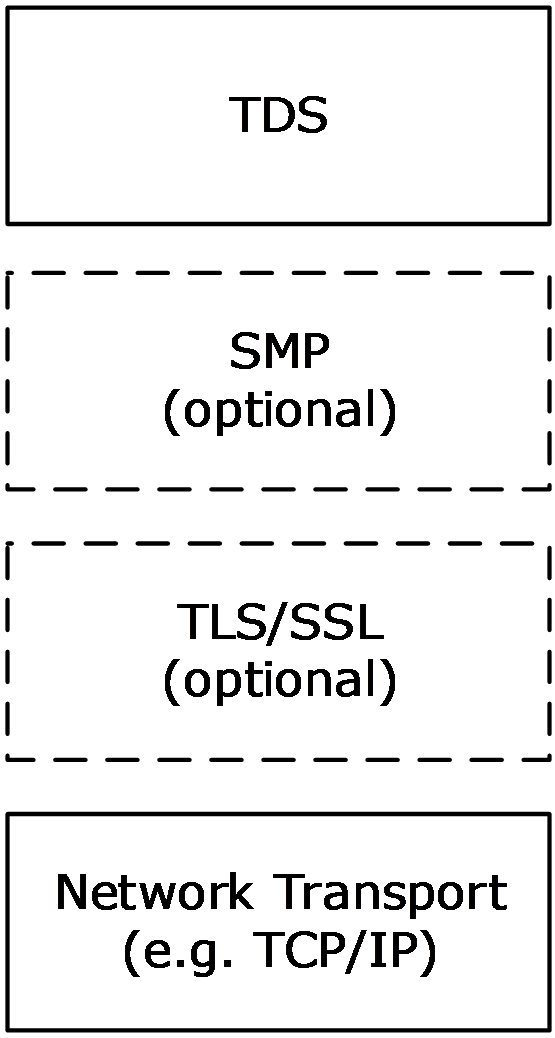 TDS
SMP
(optional)
TLS/SSL
(optional)
Network Transport
(e.g. TCP/IP)